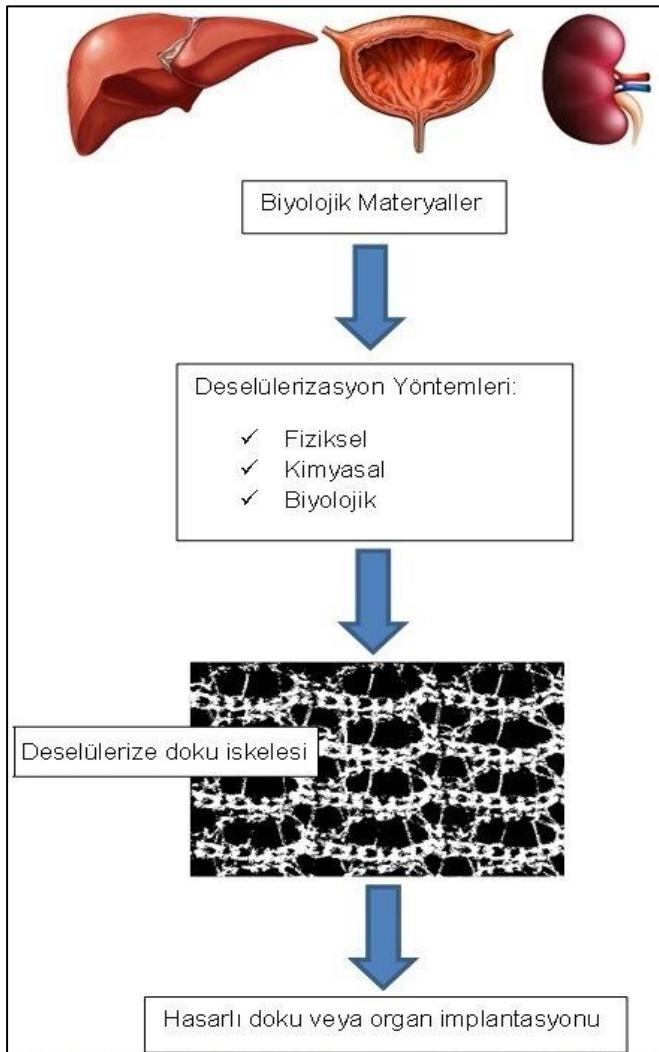 Biyolojik Materyaller
Deselülerizasyon Yöntemleri:
✓ Fiziksel
✓ Kimyasal
✓ Biyolojik
Deselülerize doku iskelesi
Hasarlı doku veya organ implantasyonu